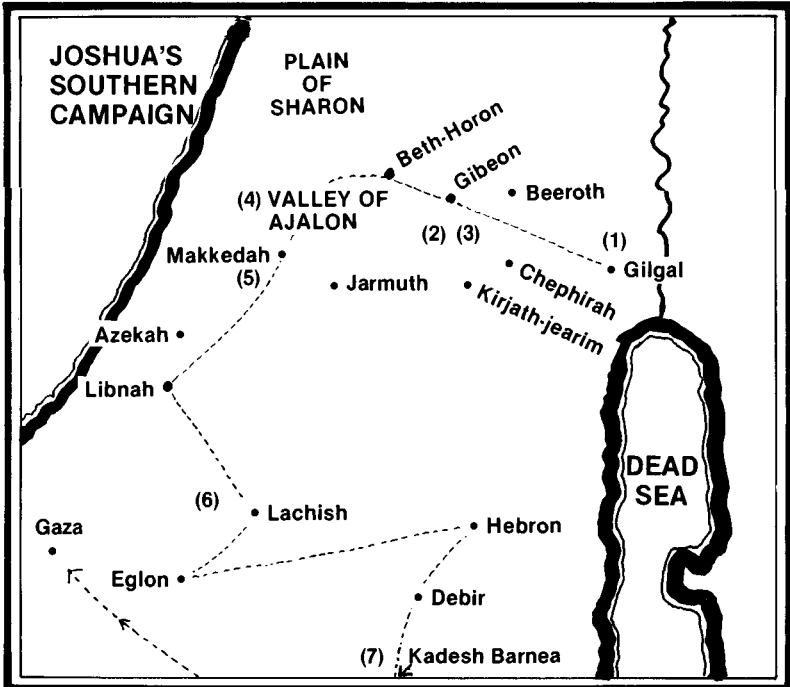 JOSHUA'S
SOUTHERN
CAMPAIGN
PLAIN
OF
SHARON
Beth-Horon
Gibeon
Beeroth
(4) VALLEY OF
AJALON
(2) (3)
(1)
Gilgal
Makkedah
(5)
Jarmuth
Chephirah
Kirjath-jearim
Azekah
Libnah
DEAD
SEA
(6)
Lachish
Hebron
Gaza
Eglon
Debir
(7) Kadesh Barnea